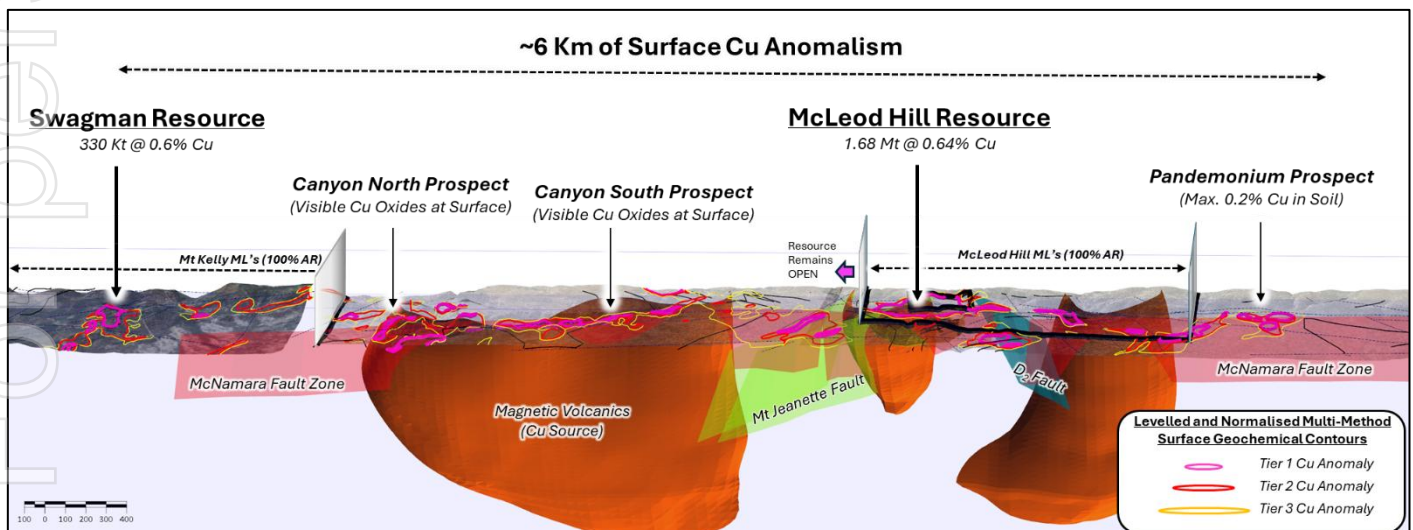 ~6 Km of Surface Cu Anomalism
Swagman Resource
330 Kt @ 0.6% Cu
McLeod Hill Resource
1.68 Mt @ 0.64% Cu
Canyon North Prospect
(Visible Cu Oxides at Surface)
Canyon South Prospect
(Visible Cu Oxides at Surface)
Pandemonium Prospect
(Max. 0.2% Cu in Soil)
Mt Kelly ML's (100% AR)
Resource
Remains
OPEN
McLeod Hill ML's (100% AR)
McNamara Fault Zone
Magnetic Volcanics
(Cu Source)
Mt Jeanette Fault
D₂ Fault
McNamara Fault Zone
Levelled and Normalised Multi-Method
Surface Geochemical Contours
Tier 1 Cu Anomaly
Tier 2 Cu Anomaly
Tier 3 Cu Anomaly
100 0 100 200 300 400